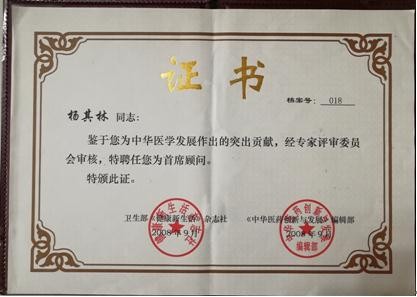 证书
档案号：018
杨其林 同志：
鉴于您为中华医学发展作出的突出贡献，经专家评审委员
会审核，特聘任您为首席顾问。
特颁此证。
卫生部《健康新生活》杂志社 《中华医药创新与发展》编辑部
2008年9月 2008年9月
编辑部